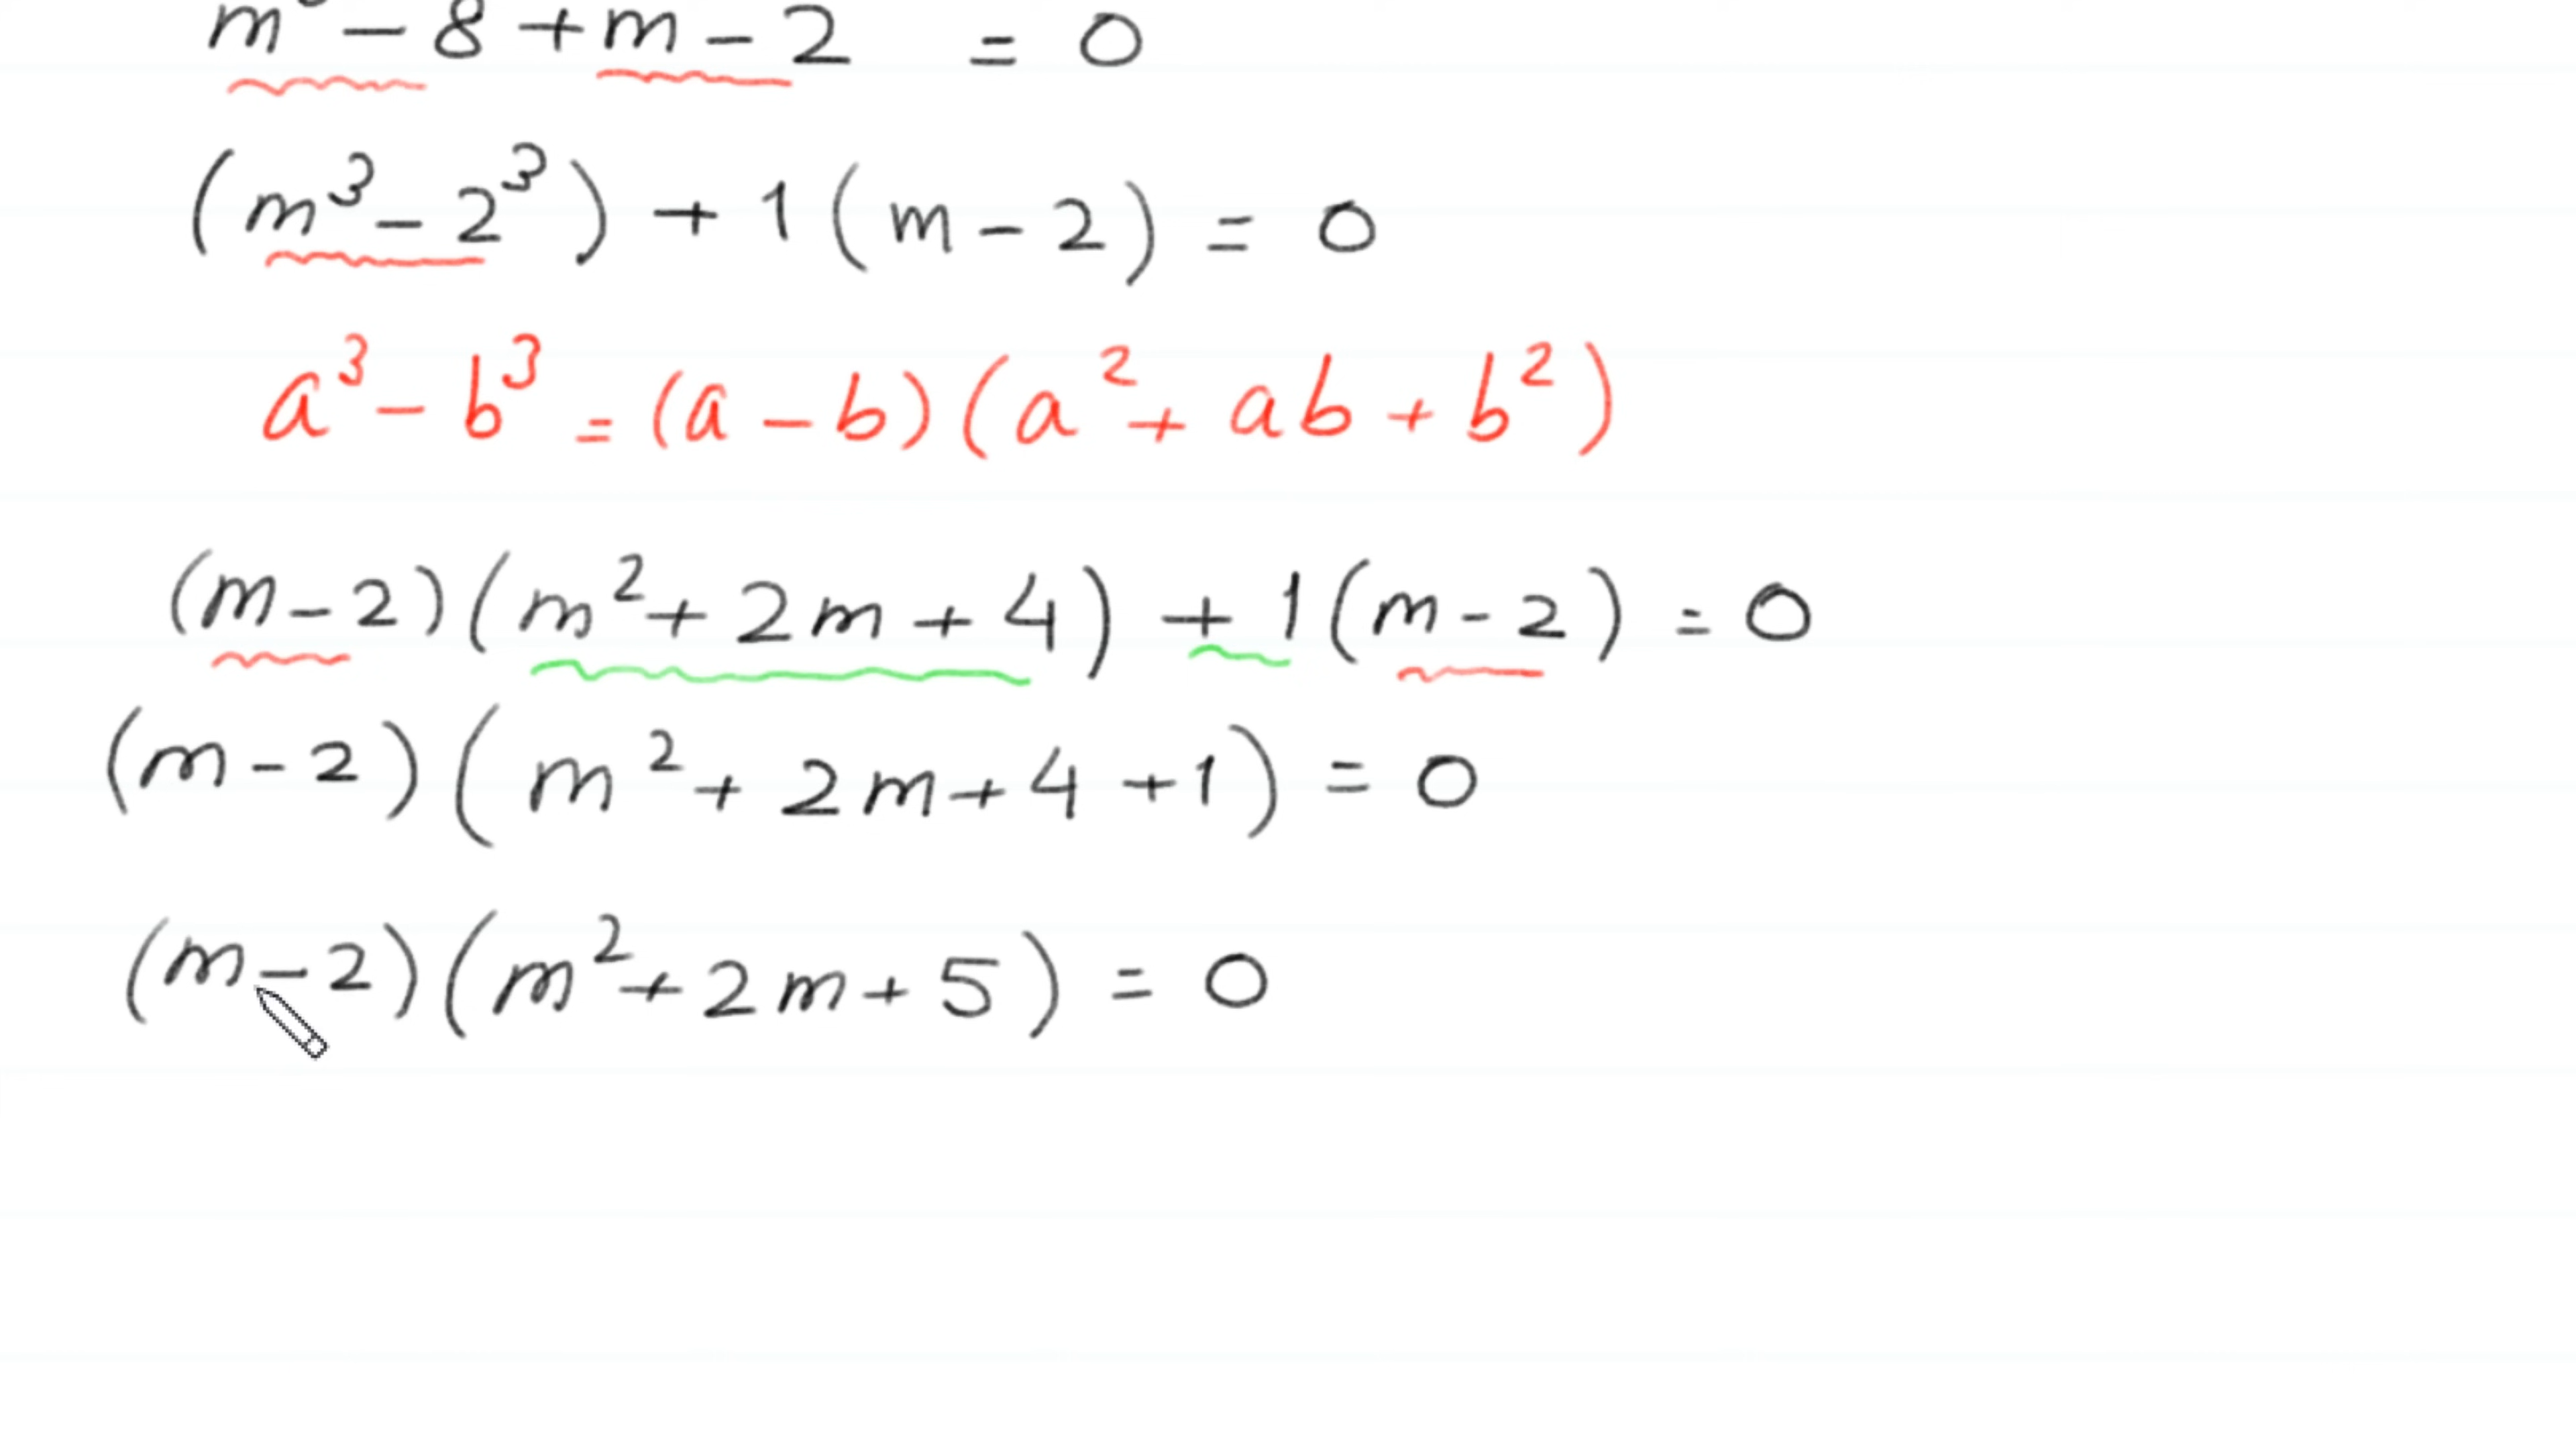 m³ - 8 + m - 2 = 0
(m³ - 2³) + 1 (m - 2) = 0
a³ - b³ = (a - b) (a² + ab + b²)
(m - 2) (m² + 2m + 4) + 1 (m - 2) = 0
(m - 2) (m² + 2m + 4 + 1) = 0
(m - 2) (m² + 2m + 5) = 0